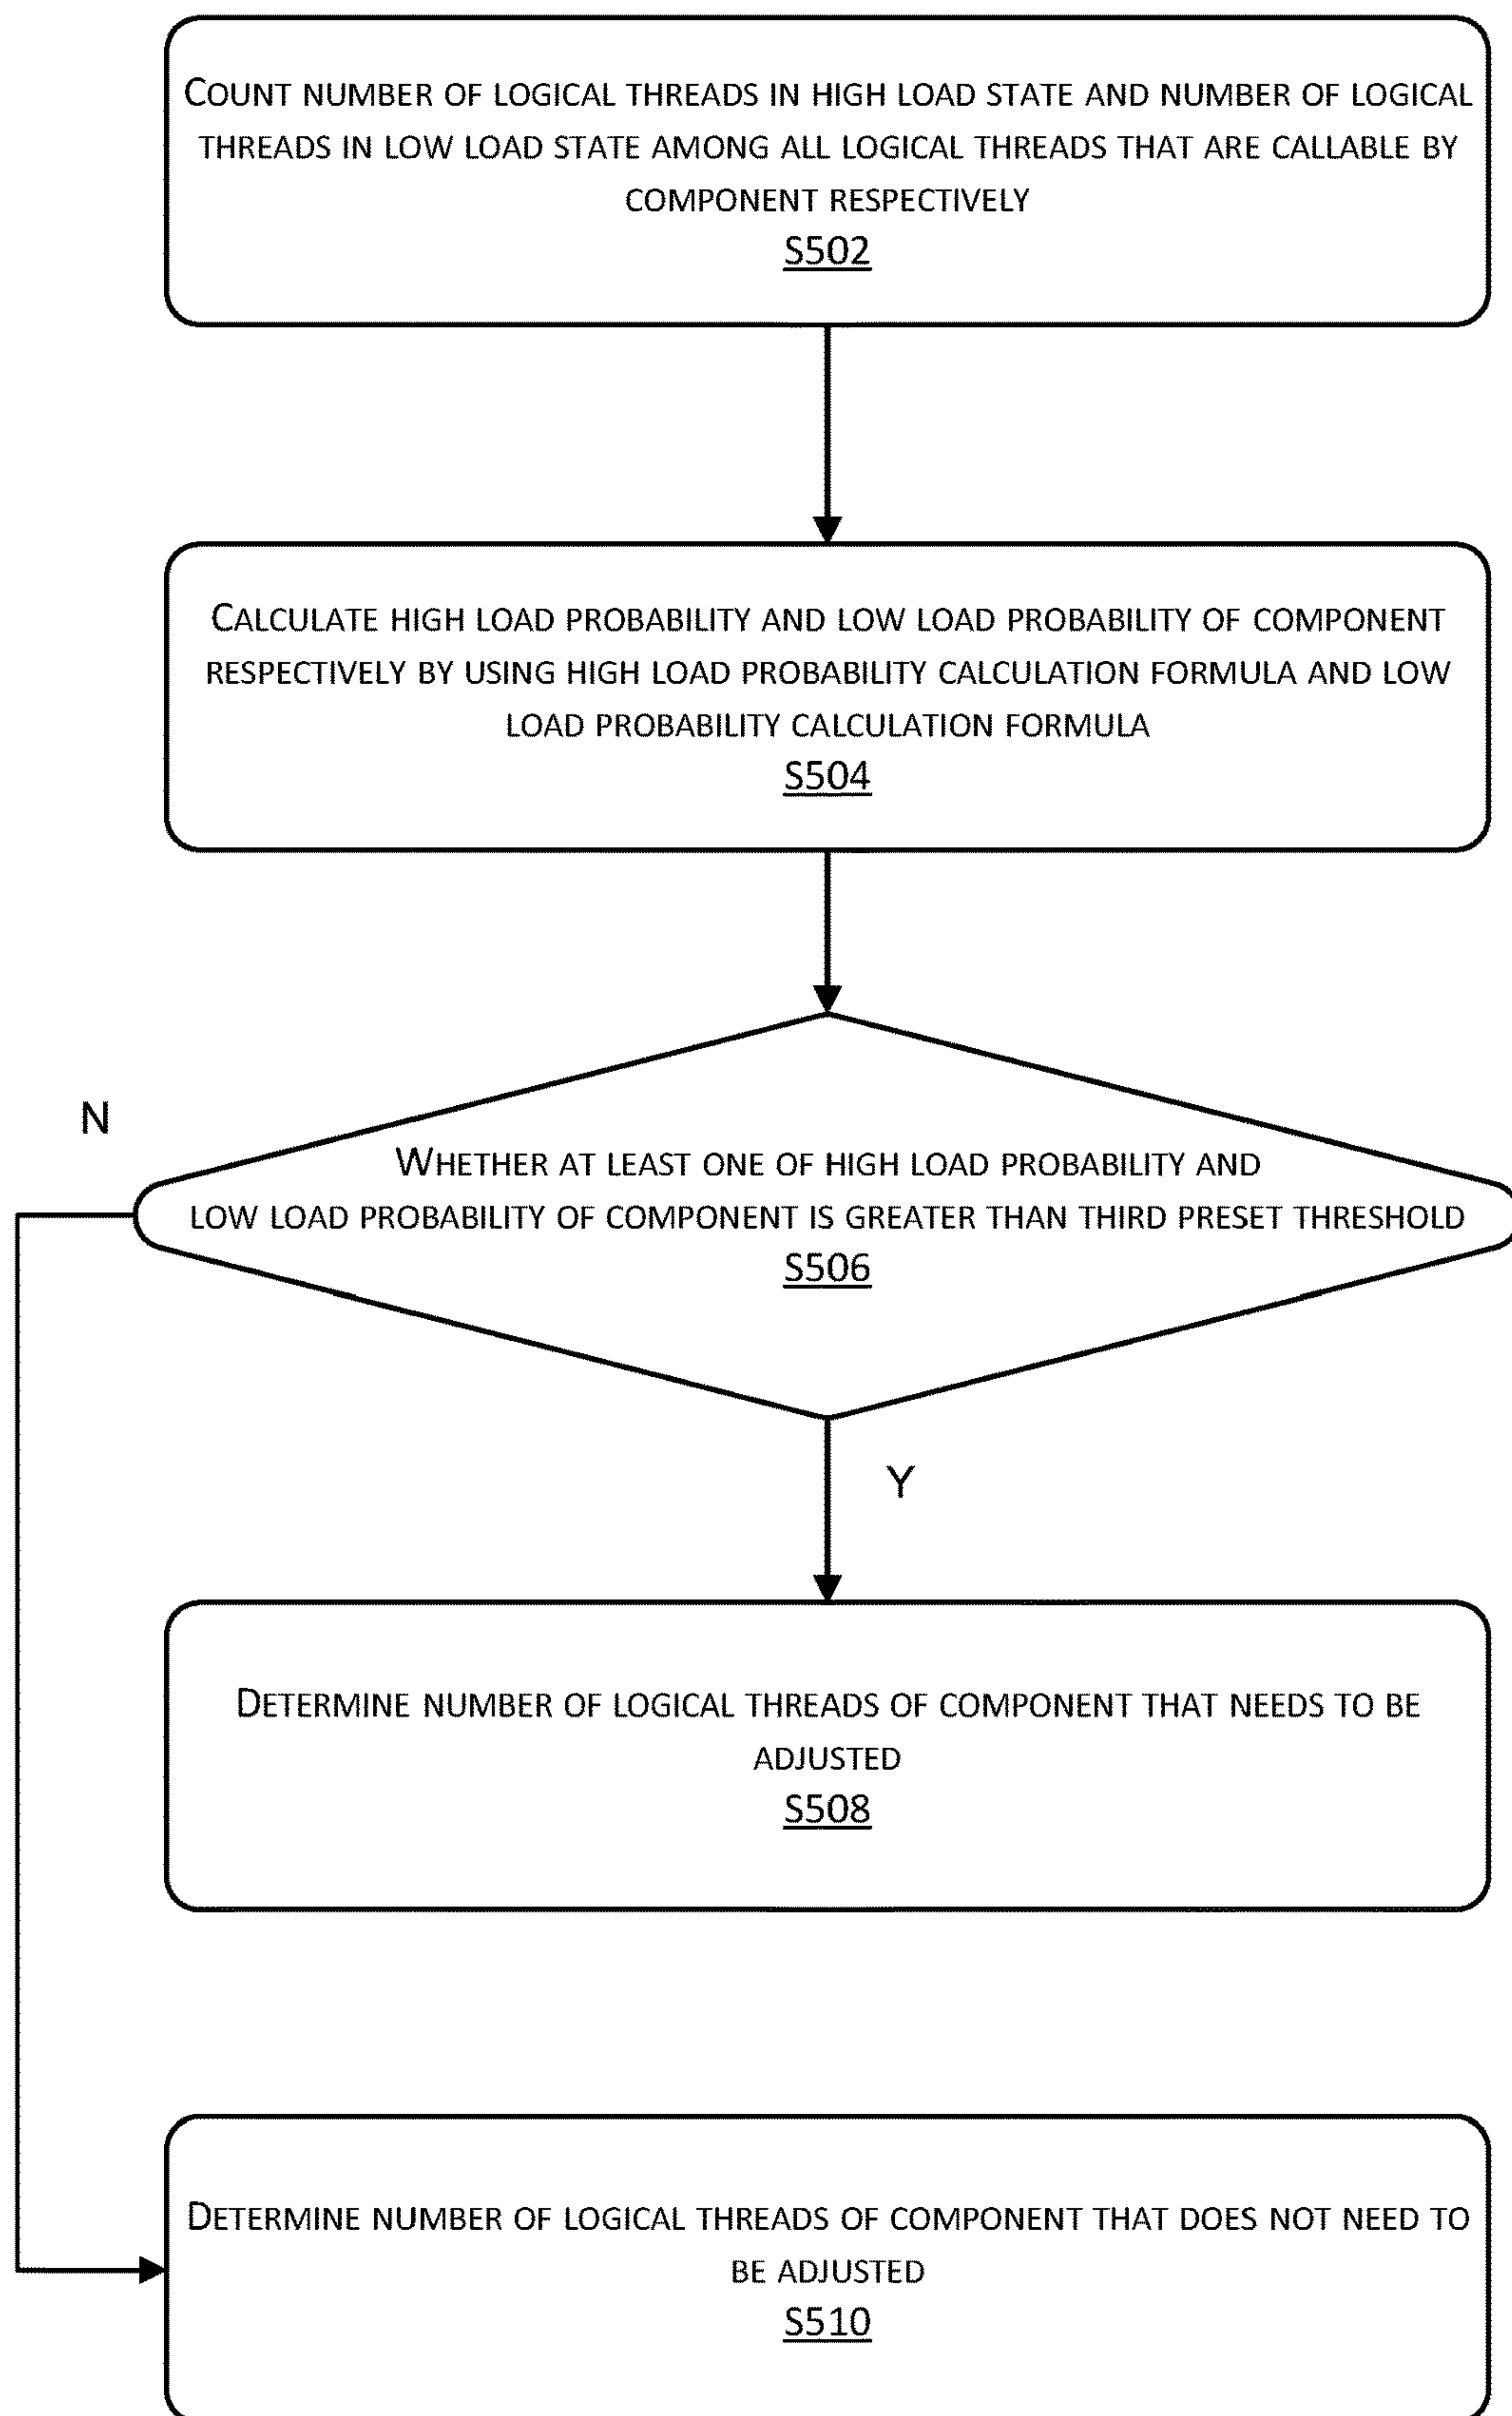 COUNT NUMBER OF LOGICAL THREADS IN HIGH LOAD STATE AND NUMBER OF LOGICAL
THREADS IN LOW LOAD STATE AMONG ALL LOGICAL THREADS THAT ARE CALLABLE BY
COMPONENT RESPECTIVELY
S502
CALCULATE HIGH LOAD PROBABILITY AND LOW LOAD PROBABILITY OF COMPONENT
RESPECTIVELY BY USING HIGH LOAD PROBABILITY CALCULATION FORMULA AND LOW
LOAD PROBABILITY CALCULATION FORMULA
S504
N
WHETHER AT LEAST ONE OF HIGH LOAD PROBABILITY AND
LOW LOAD PROBABILITY OF COMPONENT IS GREATER THAN THIRD PRESET THRESHOLD
S506
Y
DETERMINE NUMBER OF LOGICAL THREADS OF COMPONENT THAT NEEDS TO BE
ADJUSTED
S508
DETERMINE NUMBER OF LOGICAL THREADS OF COMPONENT THAT DOES NOT NEED TO
BE ADJUSTED
S510